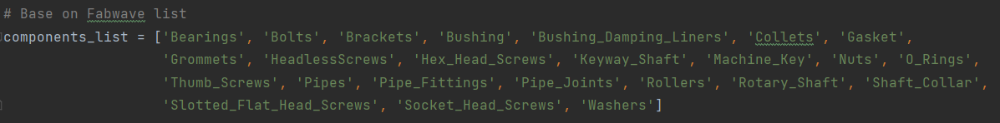 # Base on Fabwave list
components_list = ['Bearings', 'Bolts', 'Brackets', 'Bushing', 'Bushing_Damping_Liners', 'Collets', 'Gasket',
'Grommets', 'HeadlessScrews', 'Hex_Head_Screws', 'Keyway_Shaft', 'Machine_Key', 'Nuts', 'O_Rings',
'Thumb_Screws', 'Pipes', 'Pipe_Fittings', 'Pipe_Joints', 'Rollers', 'Rotary_Shaft', 'Shaft_Collar',
'Slotted_Flat_Head_Screws', 'Socket_Head_Screws', 'Washers']